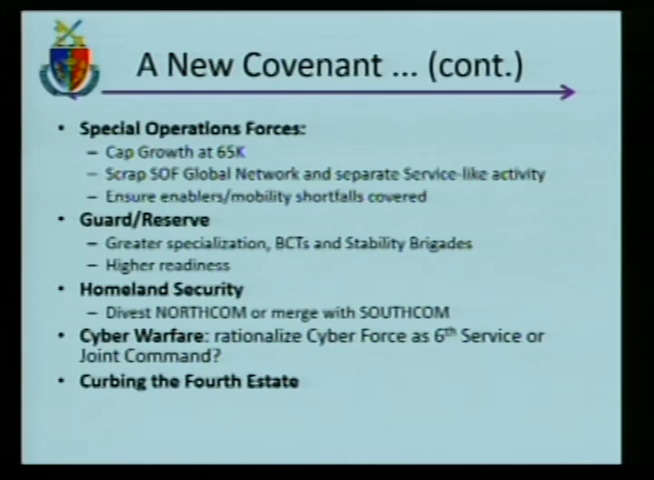 A New Covenant ... (cont.)
• Special Operations Forces:
– Cap Growth at 65K
– Scrap SOF Global Network and separate Service-like activity
– Ensure enablers/mobility shortfalls covered
• Guard/Reserve
– Greater specialization, BCTs and Stability Brigades
– Higher readiness
• Homeland Security
– Divest NORTHCOM or merge with SOUTHCOM
• Cyber Warfare: rationalize Cyber Force as 6th Service or
Joint Command?
• Curbing the Fourth Estate